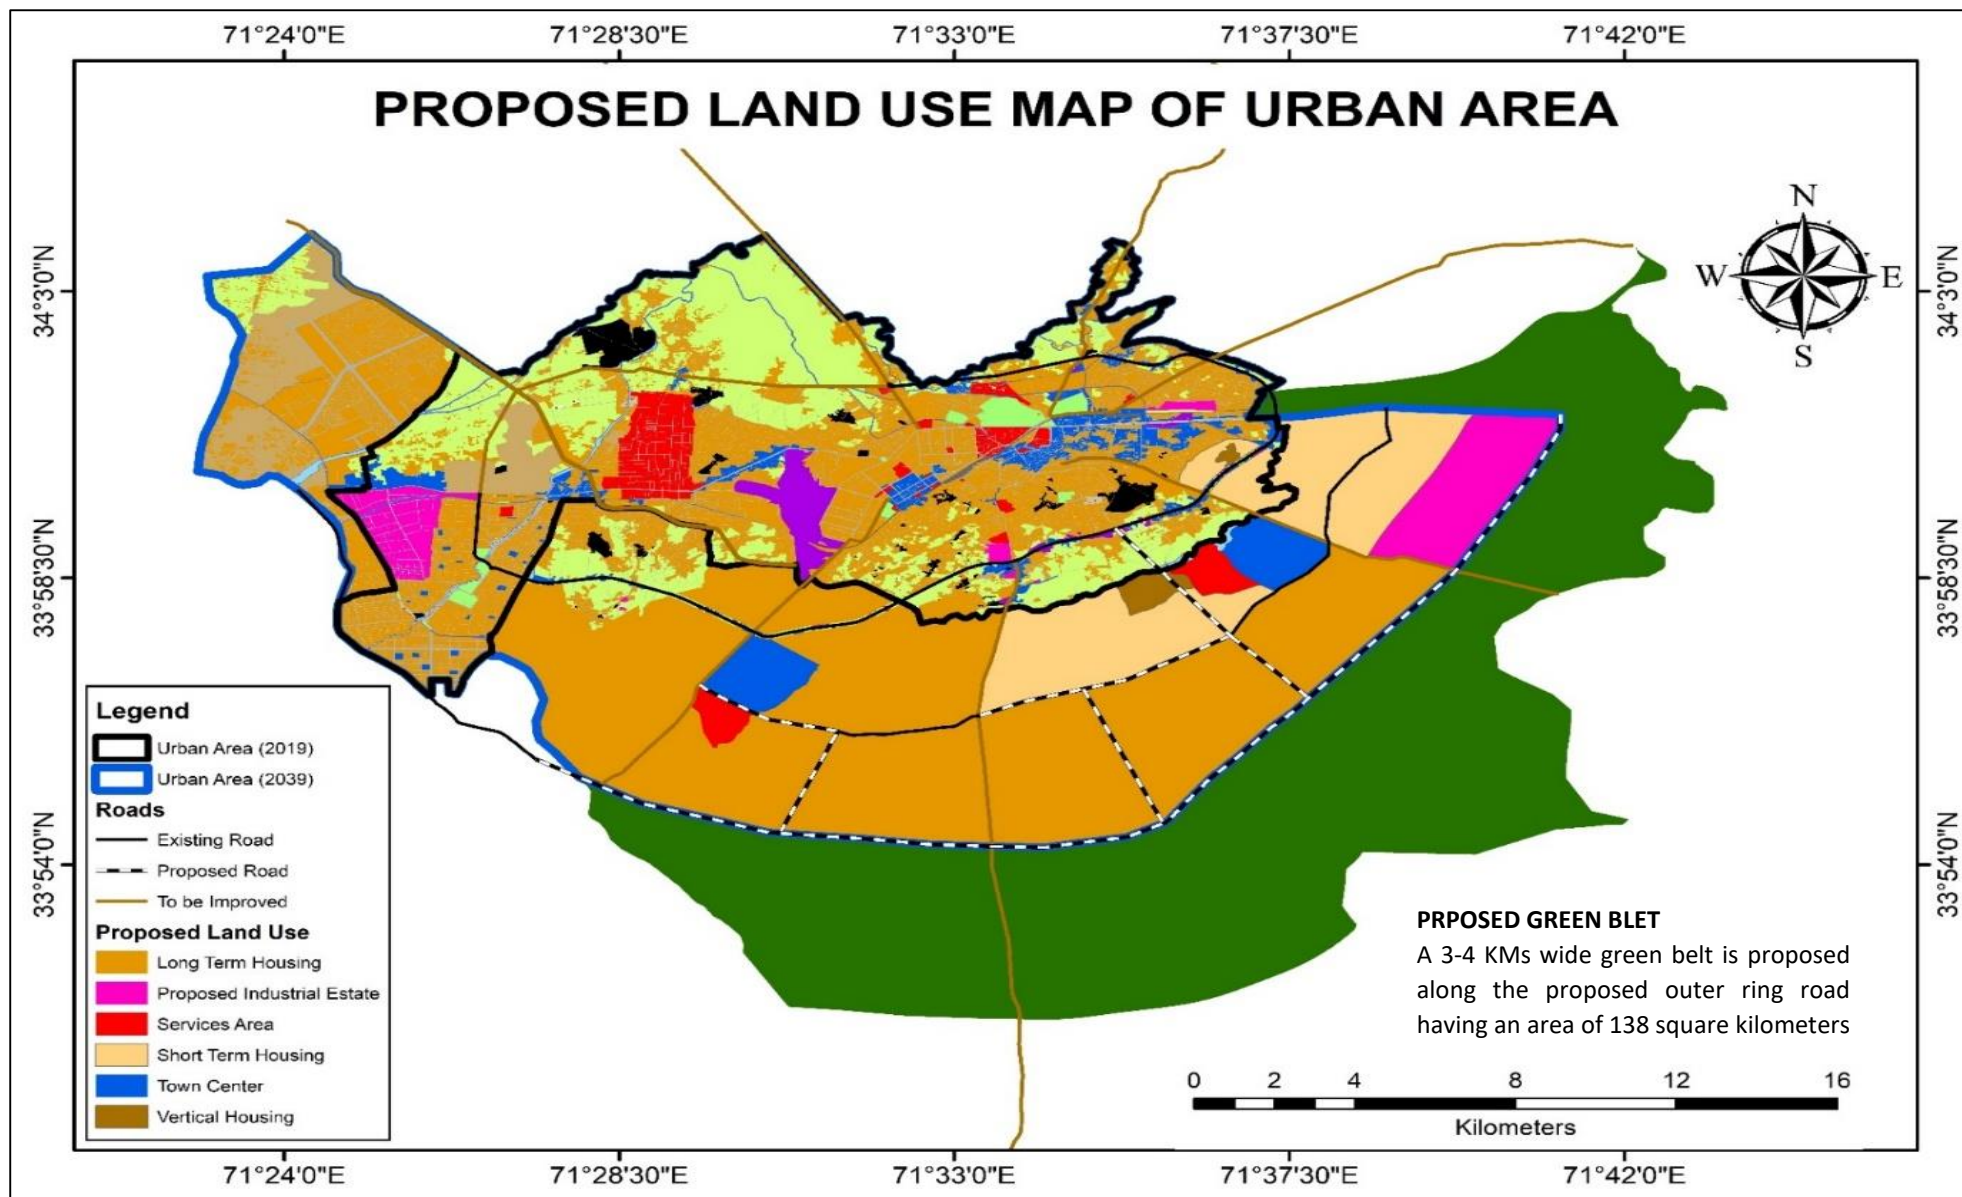 71°24'0"E 71°28'30"E 71°33'0"E 71°37'30"E 71°42'0"E
PROPOSED LAND USE MAP OF URBAN AREA
N
W E
S
34°3'0"N
34°3'0"N
33°58'30"N
33°58'30"N
33°54'0"N
33°54'0"N
Legend
Urban Area (2019)
Urban Area (2039)
Roads
Existing Road
Proposed Road
To be Improved
Proposed Land Use
Long Term Housing
Proposed Industrial Estate
Services Area
Short Term Housing
Town Center
Vertical Housing
PRPOSED GREEN BLET
A 3-4 KMs wide green belt is proposed
along the proposed outer ring road
having an area of 138 square kilometers
0 2 4 8 12 16
Kilometers
71°24'0"E 71°28'30"E 71°33'0"E 71°37'30"E 71°42'0"E